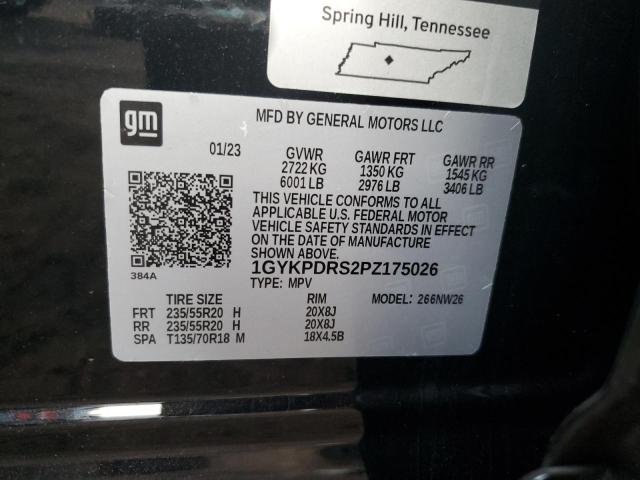 Spring Hill, Tennessee
gm
MFD BY GENERAL MOTORS LLC
01/23 GVWR GAWR FRT GAWR RR
2722 KG 1350 KG 1545 KG
6001 LB 2976 LB 3406 LB
THIS VEHICLE CONFORMS TO ALL
APPLICABLE U.S. FEDERAL MOTOR
VEHICLE SAFETY STANDARDS IN
EFFECT ON THE DATE OF MANUFACTURE
SHOWN ABOVE.
384A
1GYKPDRS2PZ175026
TYPE: MPV MODEL: 266NW26
TIRE SIZE RIM
FRT 235/55R20 H 20X8J
RR 235/55R20 H 20X8J
SPA T135/70R18 M 18X4.5B